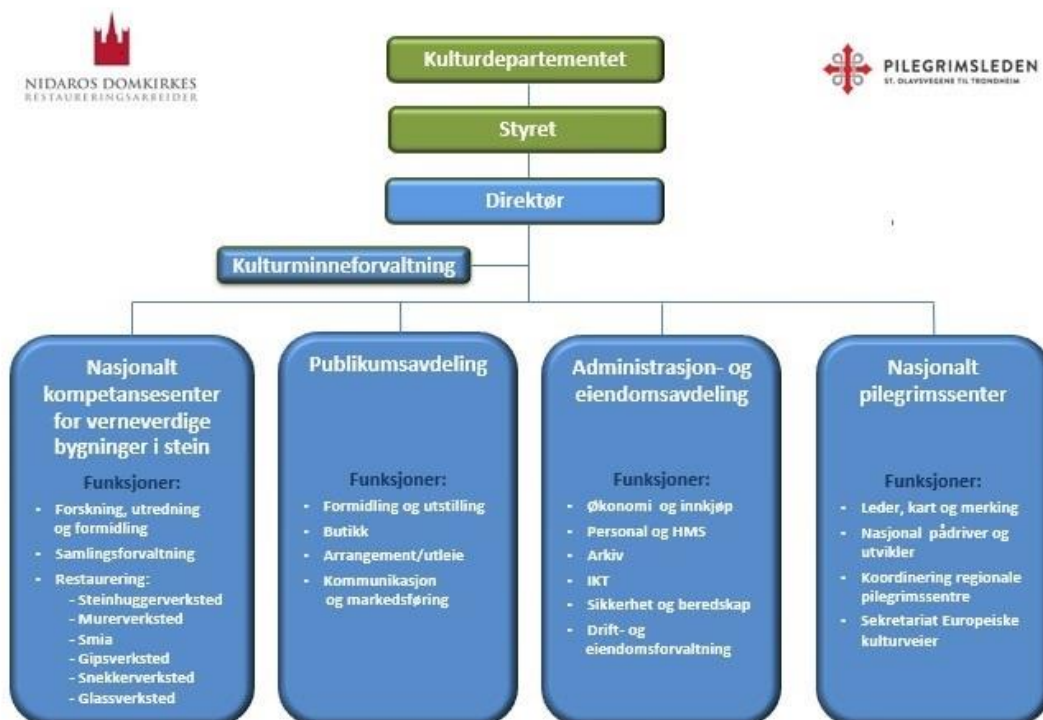 NIDAROS DOMKIRKES
RESTAURERINGSARBEIDER
PILEGRIMSLEDEN
ST. OLAVSVEGENE TIL TRONDHEIM
Kulturdepartementet
Styret
Direktør
Kulturminneforvaltning
Nasjonalt
kompetansesenter
for verneverdige
bygninger i stein
Funksjoner:
- Forskning, utredning
og formidling
- Samlingsforvaltning
- Restaurering:
- Steinhuggerverksted
- Murerverksted
- Smia
- Gipsverksted
- Snekkerverksted
- Glassverksted
Publikumsavdeling
Funksjoner:
- Formidling og utstilling
- Butikk
- Arrangement/utleie
- Kommunikasjon
og markedsføring
Administrasjon- og
eiendomsavdeling
Funksjoner:
- Økonomi og innkjøp
- Personal og HMS
- Arkiv
- IKT
- Sikkerhet og beredskap
- Drift- og
eiendomsforvaltning
Nasjonalt
pilegrimssenter
Funksjoner:
- Leder, kart og merking
- Nasjonal pådriver og
utvikler
- Koordinering regionale
pilegrimssentre
- Sekretariat Europeiske
kulturveier